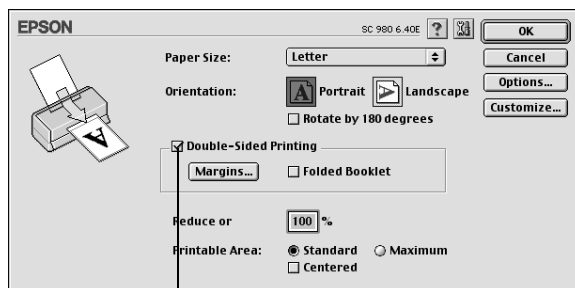 EPSON
SC 980 6.40E ?
OK
Paper Size: Letter
Cancel
Orientation: A Portrait A Landscape
Options...
Rotate by 180 degrees
Customize...
A
Double-Sided Printing
Margins... Folded Booklet
Reduce or 100 %
Printable Area: Standard Maximum
Centered